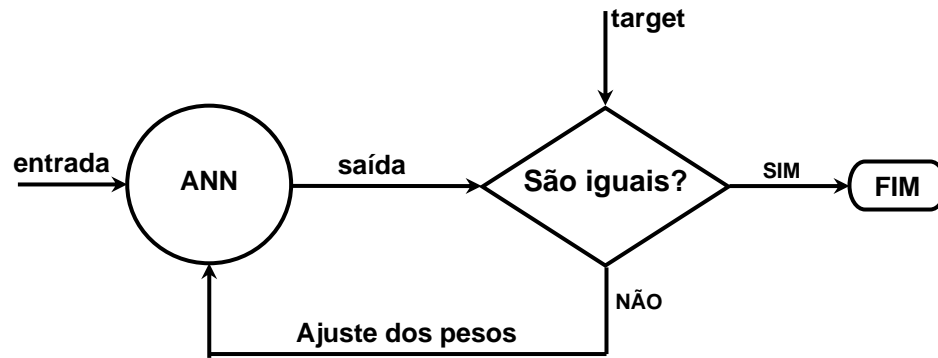 target
entrada
ANN
saída
São iguais?
SIM
FIM
NÃO
Ajuste dos pesos